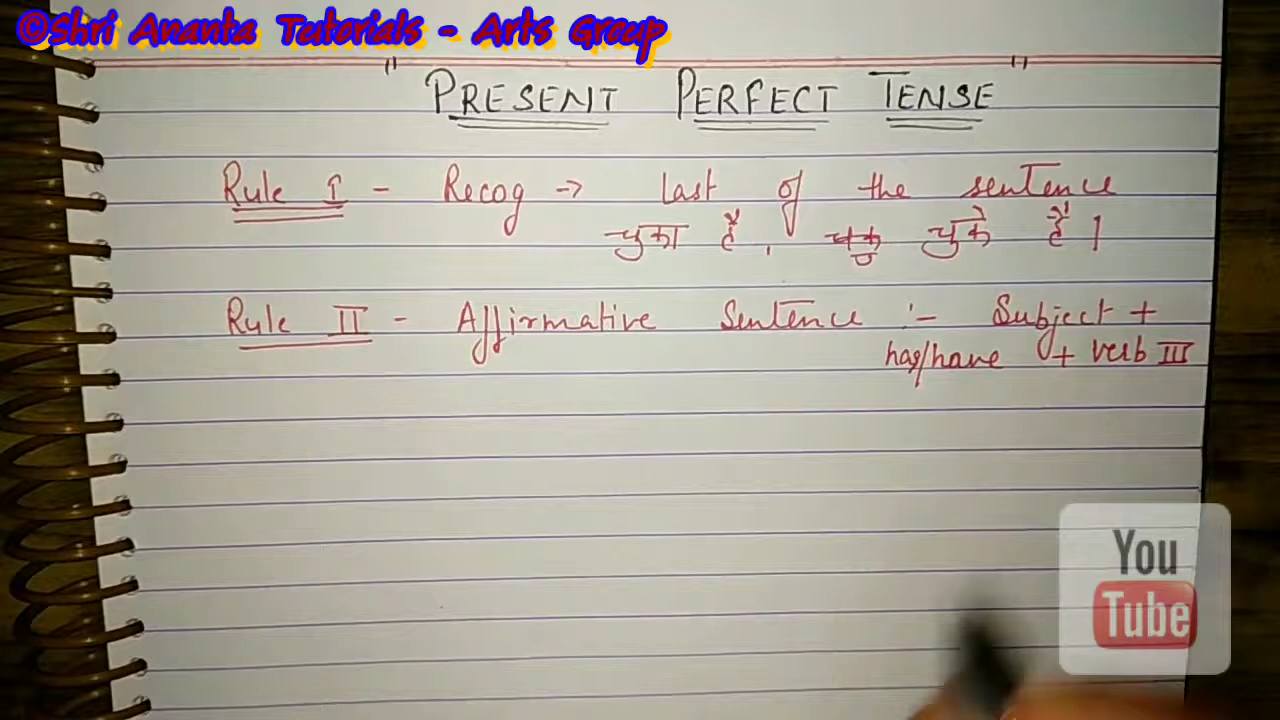 ©Shri Ananta Tutorials - Arts Group
" PRESENT PERFECT TENSE "
Rule I - Recog → Last of the sentence
चुका हैं, चुके हैं।
Rule II - Affirmative Sentence :- Subject +
has/have + verb III
You
Tube